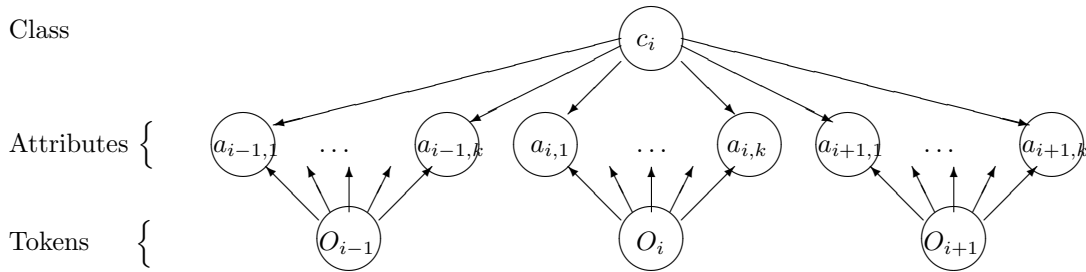 Class c_i
Attributes { a_{i−1,1} ... a_{i−1,k} a_{i,1} ... a_{i,k} a_{i+1,1} ... a_{i+1,k}
Tokens { O_{i−1} O_i O_{i+1}